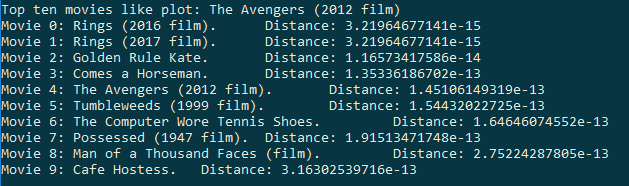 Top ten movies like plot: The Avengers (2012 film)
Movie 0: Rings (2016 film). Distance: 3.21964677141e-15
Movie 1: Rings (2017 film). Distance: 3.21964677141e-15
Movie 2: Golden Rule Kate. Distance: 1.16573417586e-14
Movie 3: Comes a Horseman. Distance: 1.35336186702e-13
Movie 4: The Avengers (2012 film). Distance: 1.45106149319e-13
Movie 5: Tumbleweeds (1999 film). Distance: 1.54432022725e-13
Movie 6: The Computer Wore Tennis Shoes. Distance: 1.64646074552e-13
Movie 7: Possessed (1947 film). Distance: 1.91513471748e-13
Movie 8: Man of a Thousand Faces (film). Distance: 2.75224287805e-13
Movie 9: Cafe Hostess. Distance: 3.16302539716e-13